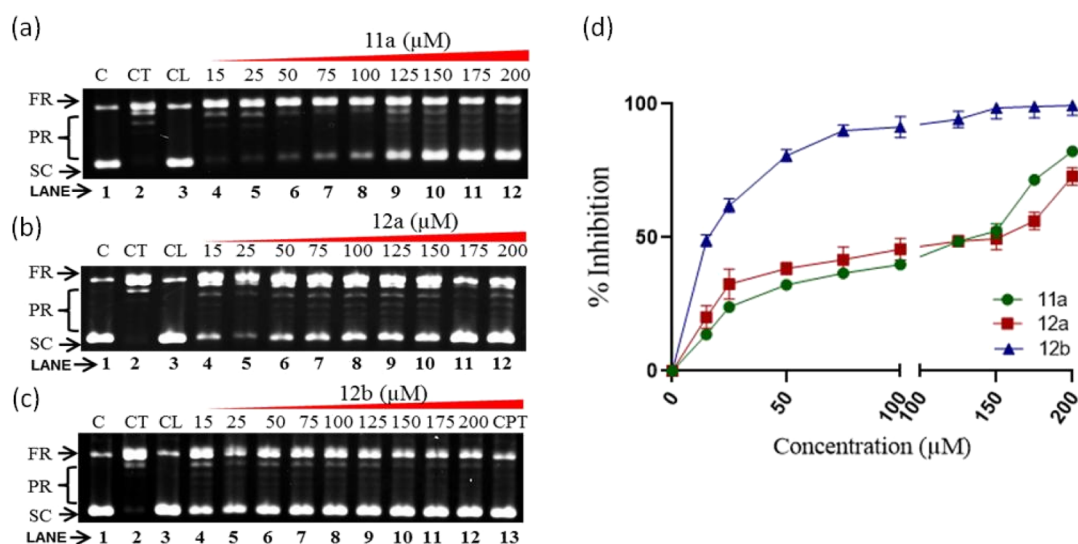 (a)
11a (µM)
C CT CL 15 25 50 75 100 125 150 175 200
FR
PR
SC
LANE 1 2 3 4 5 6 7 8 9 10 11 12
(b)
12a (µM)
C CT CL 15 25 50 75 100 125 150 175 200
FR
PR
SC
LANE 1 2 3 4 5 6 7 8 9 10 11 12
(c)
12b (µM)
C CT CL 15 25 50 75 100 125 150 175 200 CPT
FR
PR
SC
LANE 1 2 3 4 5 6 7 8 9 10 11 12 13
(d)
100
50
0
% Inhibition
11a
12a
12b
0 50 100 100 150 200
Concentration (µM)